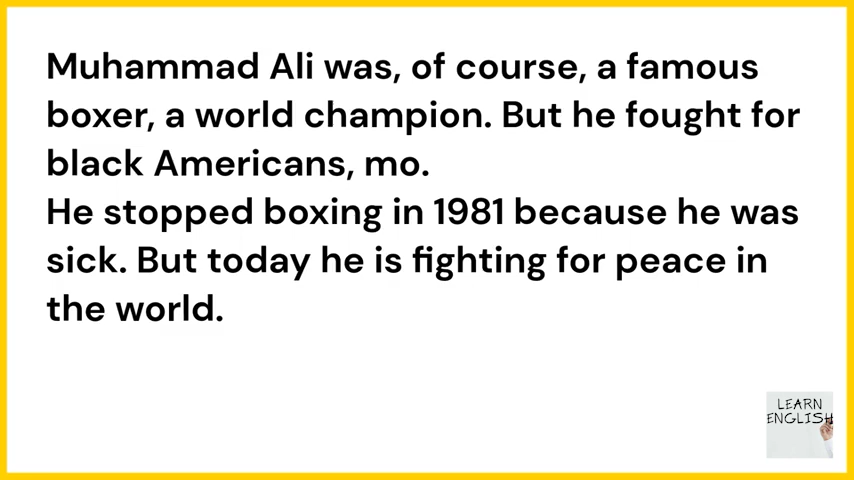 Muhammad Ali was, of course, a famous
boxer, a world champion. But he fought for
black Americans, mo.
He stopped boxing in 1981 because he was
sick. But today he is fighting for peace in
the world.
LEARN
ENGLISH